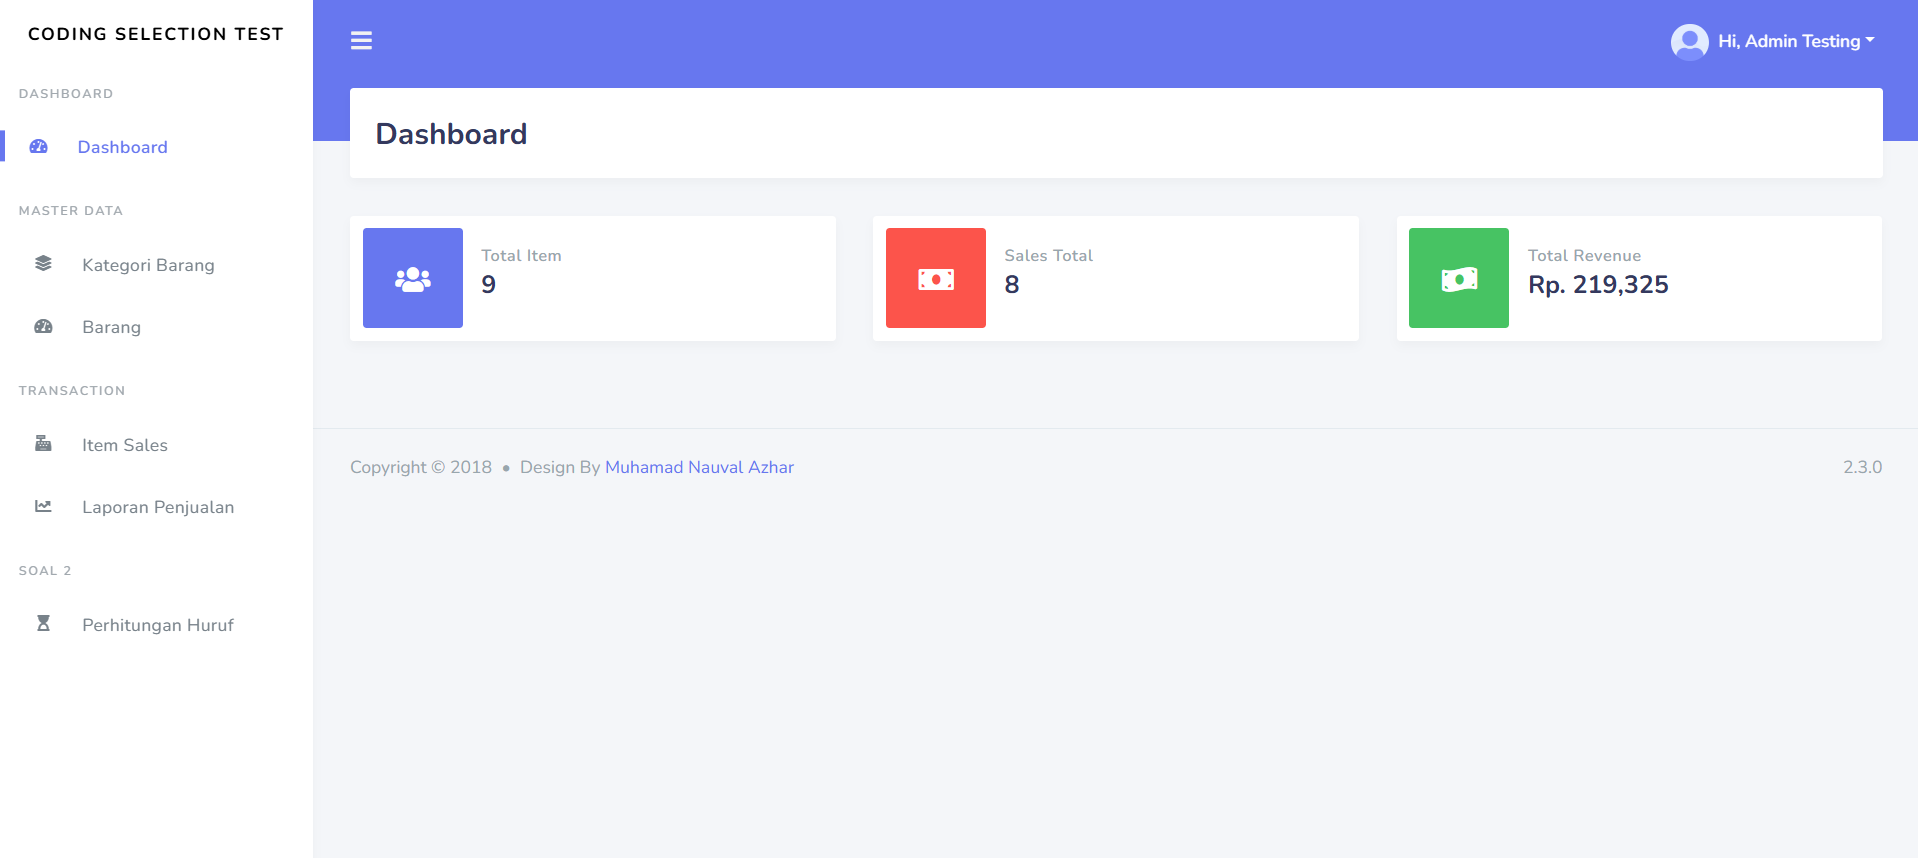 CODING SELECTION TEST
DASHBOARD
Dashboard
MASTER DATA
Kategori Barang
Barang
TRANSACTION
Item Sales
Laporan Penjualan
SOAL 2
Perhitungan Huruf
Hi, Admin Testing
Dashboard
Total Item
9
Sales Total
8
Total Revenue
Rp. 219,325
Copyright © 2018 • Design By Muhamad Nauval Azhar
2.3.0